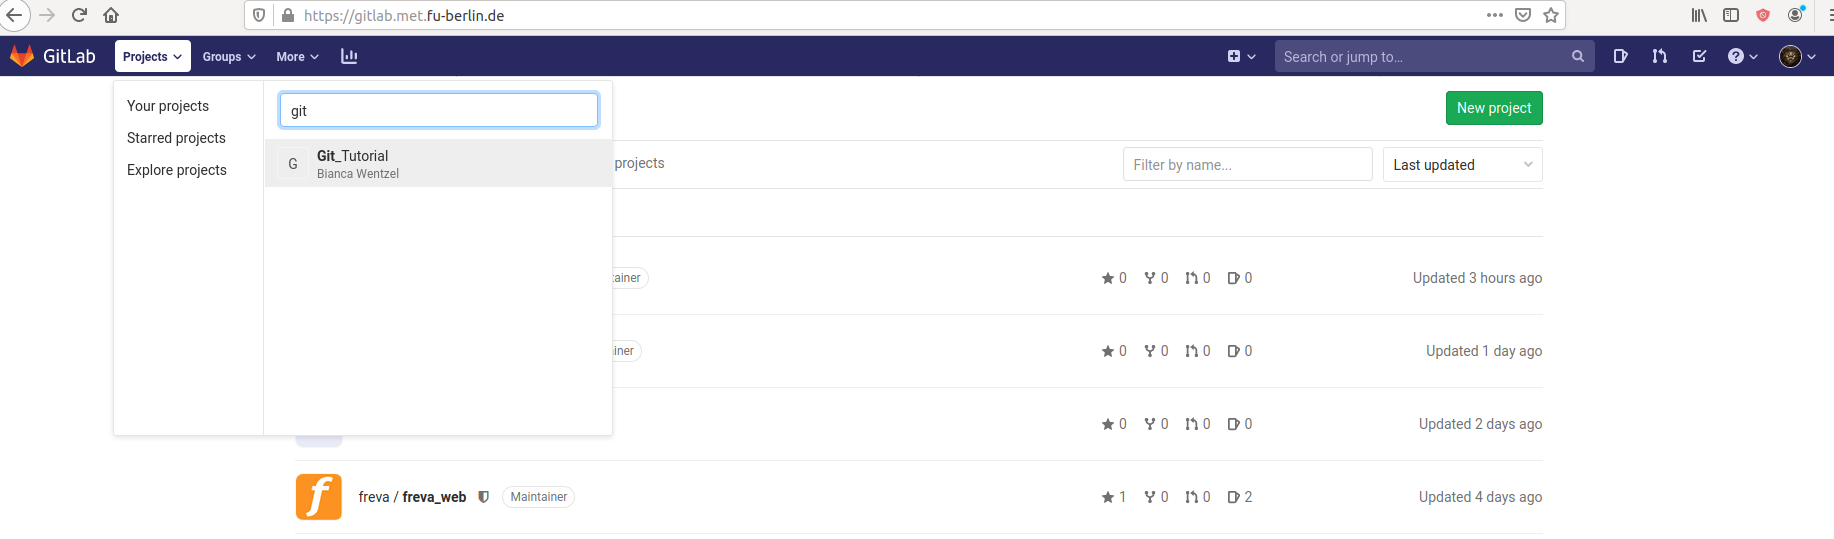 https://gitlab.met.fu-berlin.de
GitLab Projects Groups More Search or jump to…
Your projects
Starred projects
Explore projects
git
G Git_Tutorial
Bianca Wentzel
New project
projects Filter by name... Last updated
tainer 0 0 0 0 Updated 3 hours ago
iner 0 0 0 0 Updated 1 day ago
0 0 0 0 Updated 2 days ago
f freva / freva_web Maintainer 1 0 0 2 Updated 4 days ago